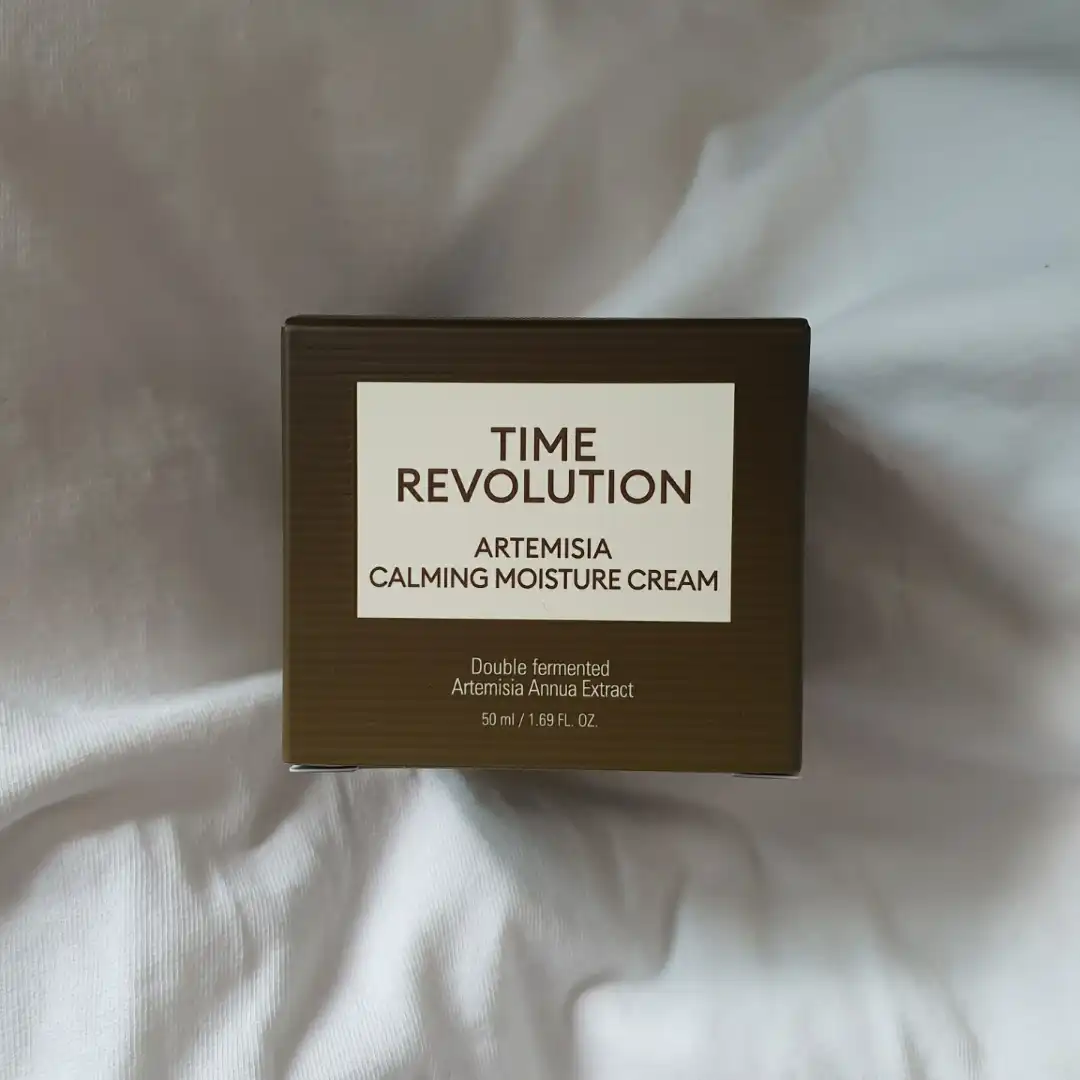 TIME
REVOLUTION
ARTEMISIA
CALMING MOISTURE CREAM
Double fermented
Artemisia Annua Extract
50 ml / 1.69 FL. OZ.